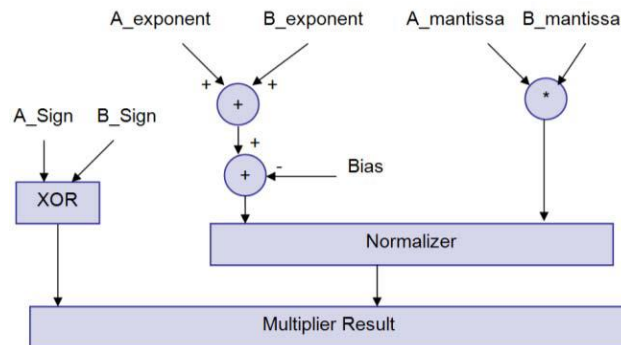 A_exponent B_exponent A_mantissa B_mantissa
+ +
+ *
A_Sign B_Sign
+
-
+ Bias
XOR
Normalizer
Multiplier Result